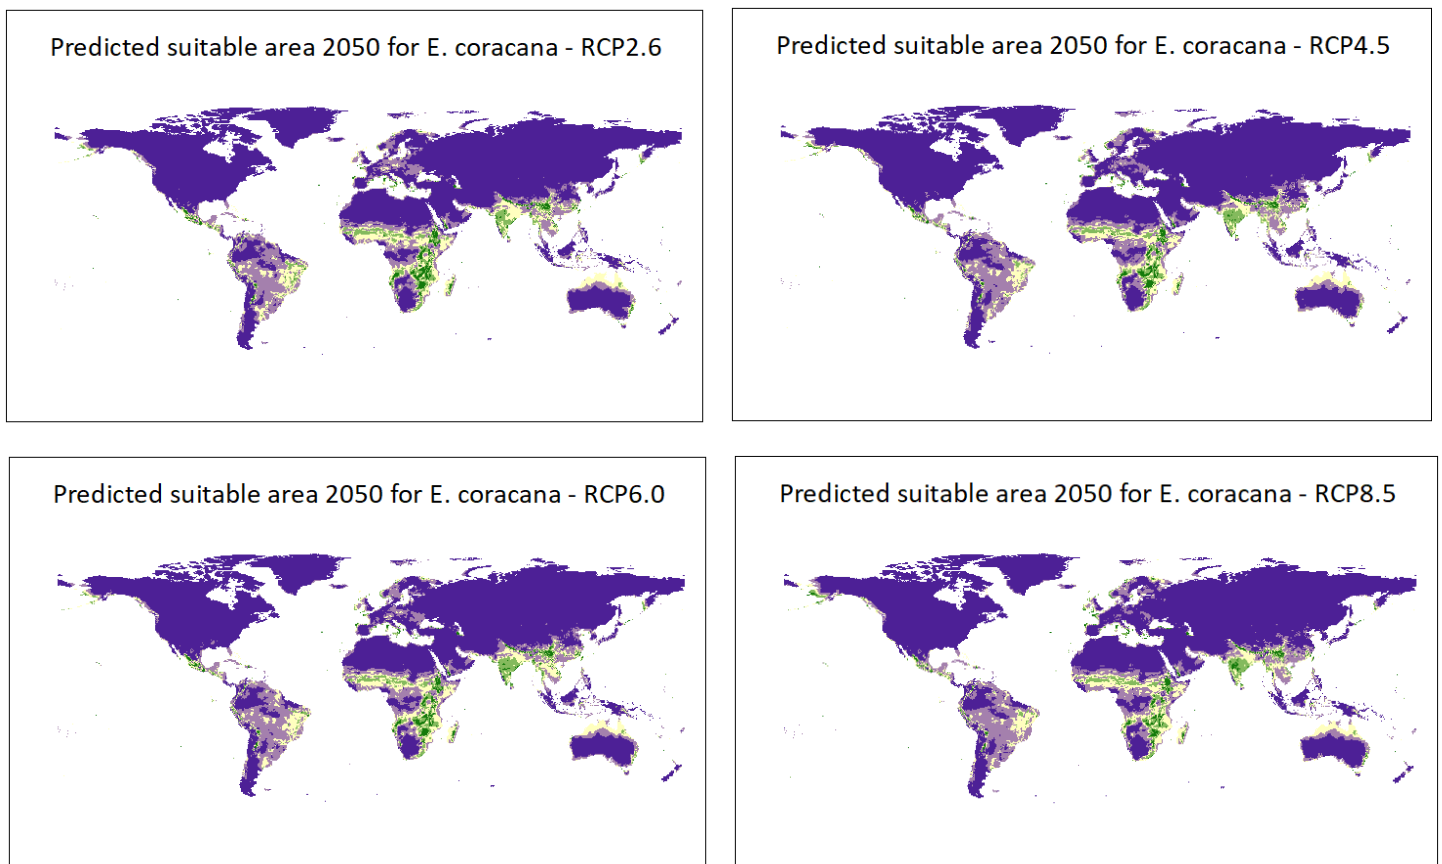 Predicted suitable area 2050 for E. coracana - RCP2.6
Predicted suitable area 2050 for E. coracana - RCP4.5
Predicted suitable area 2050 for E. coracana - RCP6.0
Predicted suitable area 2050 for E. coracana - RCP8.5